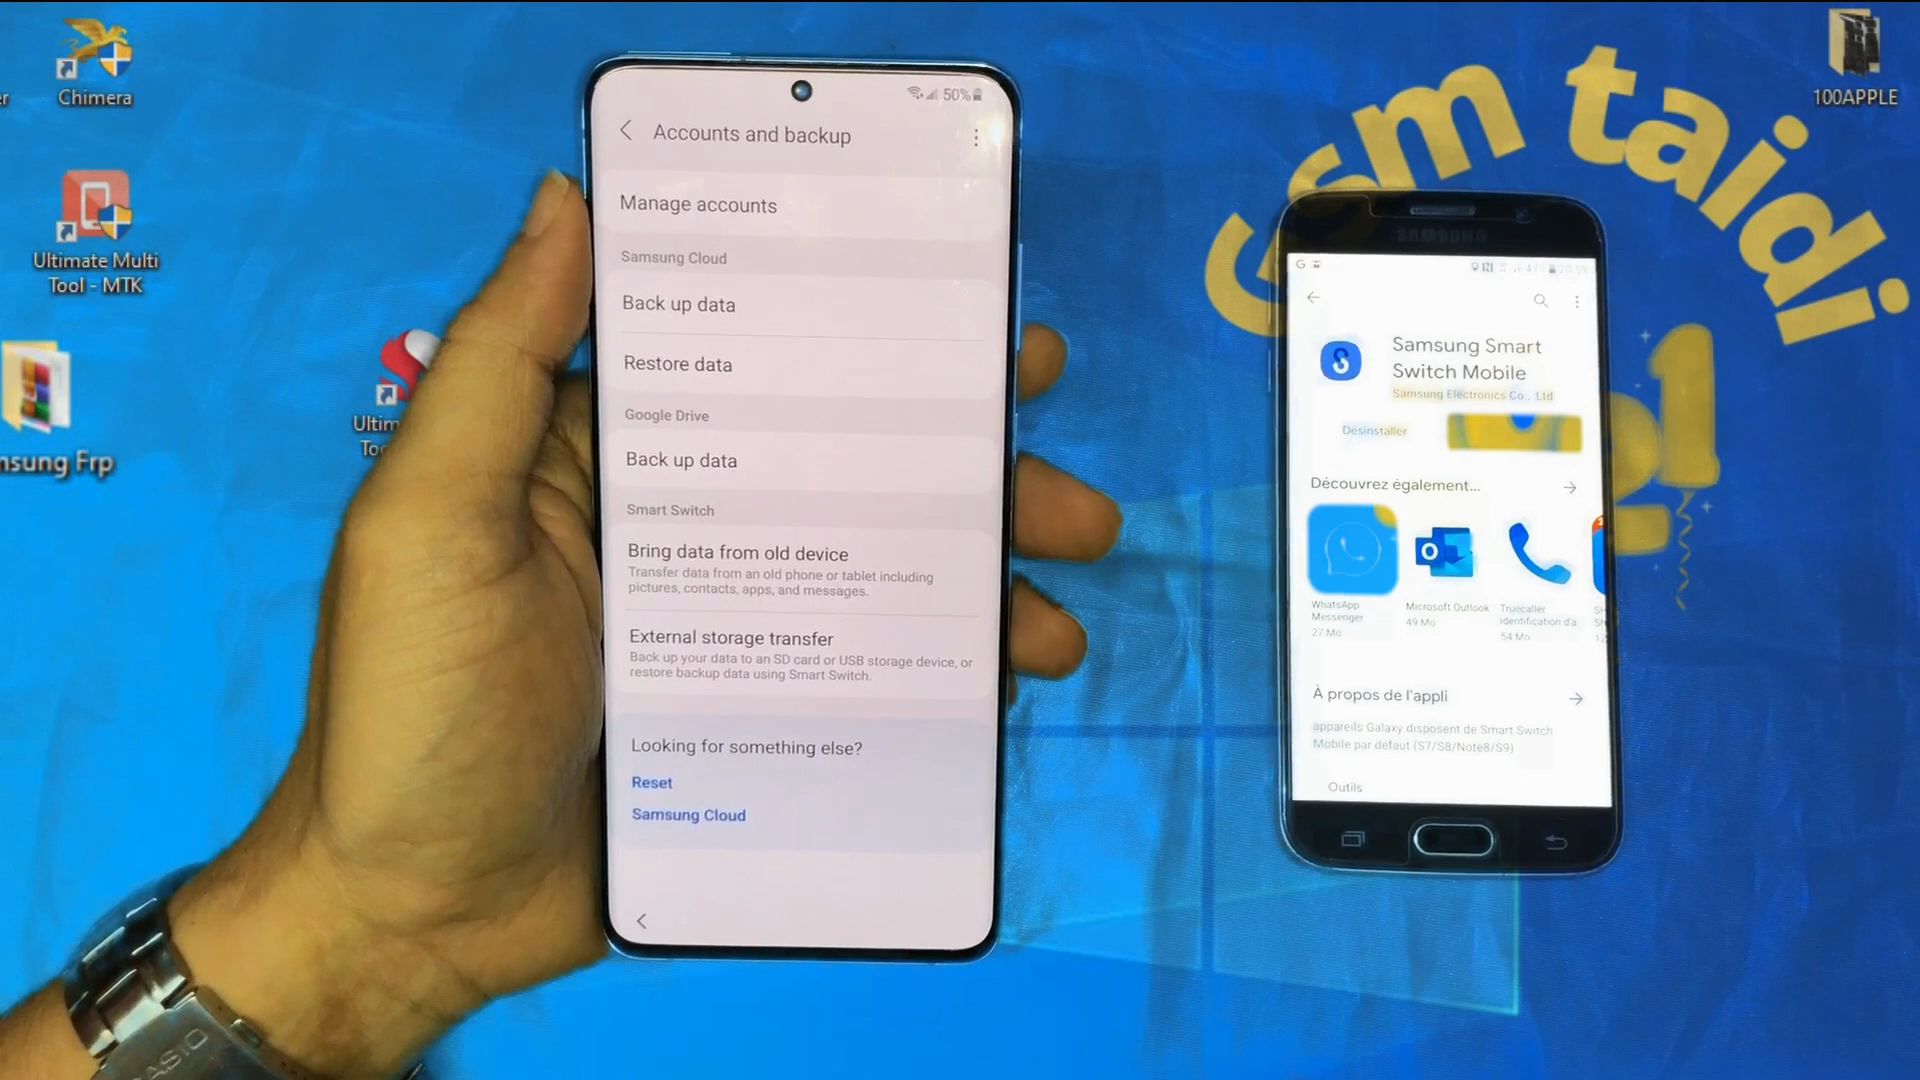 Chimera
Ultimate Multi
Tool - MTK
Ultim
nsung Frp
100APPLE
Gsm taidi
50%
Accounts and backup
Manage accounts
Samsung Cloud
Back up data
Restore data
Google Drive
Back up data
Smart Switch
Bring data from old device
Transfer data from an old phone or tablet including
pictures, contacts, apps, and messages.
External storage transfer
Back up your data to an SD card or USB storage device, or
restore backup data using Smart Switch.
Looking for something else?
Reset
Samsung Cloud
CASIO
SAMSUNG
G
Samsung Smart
Switch Mobile
Samsung Electronics Co., Ltd
Desinstaller
Découvrez également...
WhatsApp
Messenger
27 Mo
Microsoft Outlook
49 Mo
Truecaller
identification d'a
54 Mo
À propos de l'appli
appareils Galaxy disposent de Smart Switch
Mobile par defaut (S7/S8/Note8/S9)
Outils